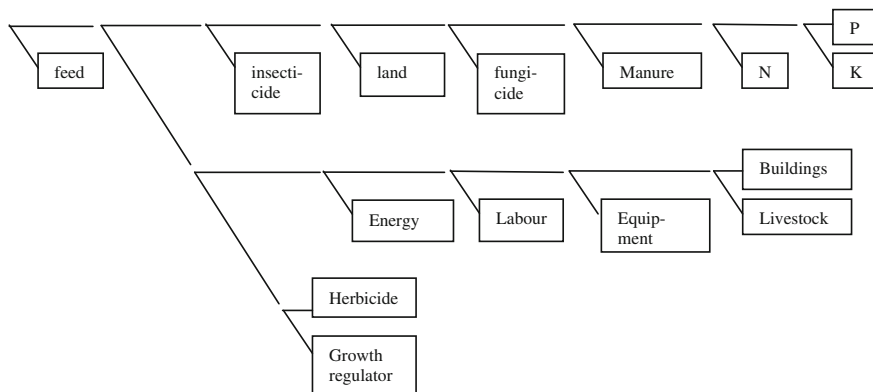 P
feed
insecti-
cide
land
fungi-
cide
Manure
N
K
Buildings
Energy
Labour
Equip-
ment
Livestock
Herbicide
Growth
regulator